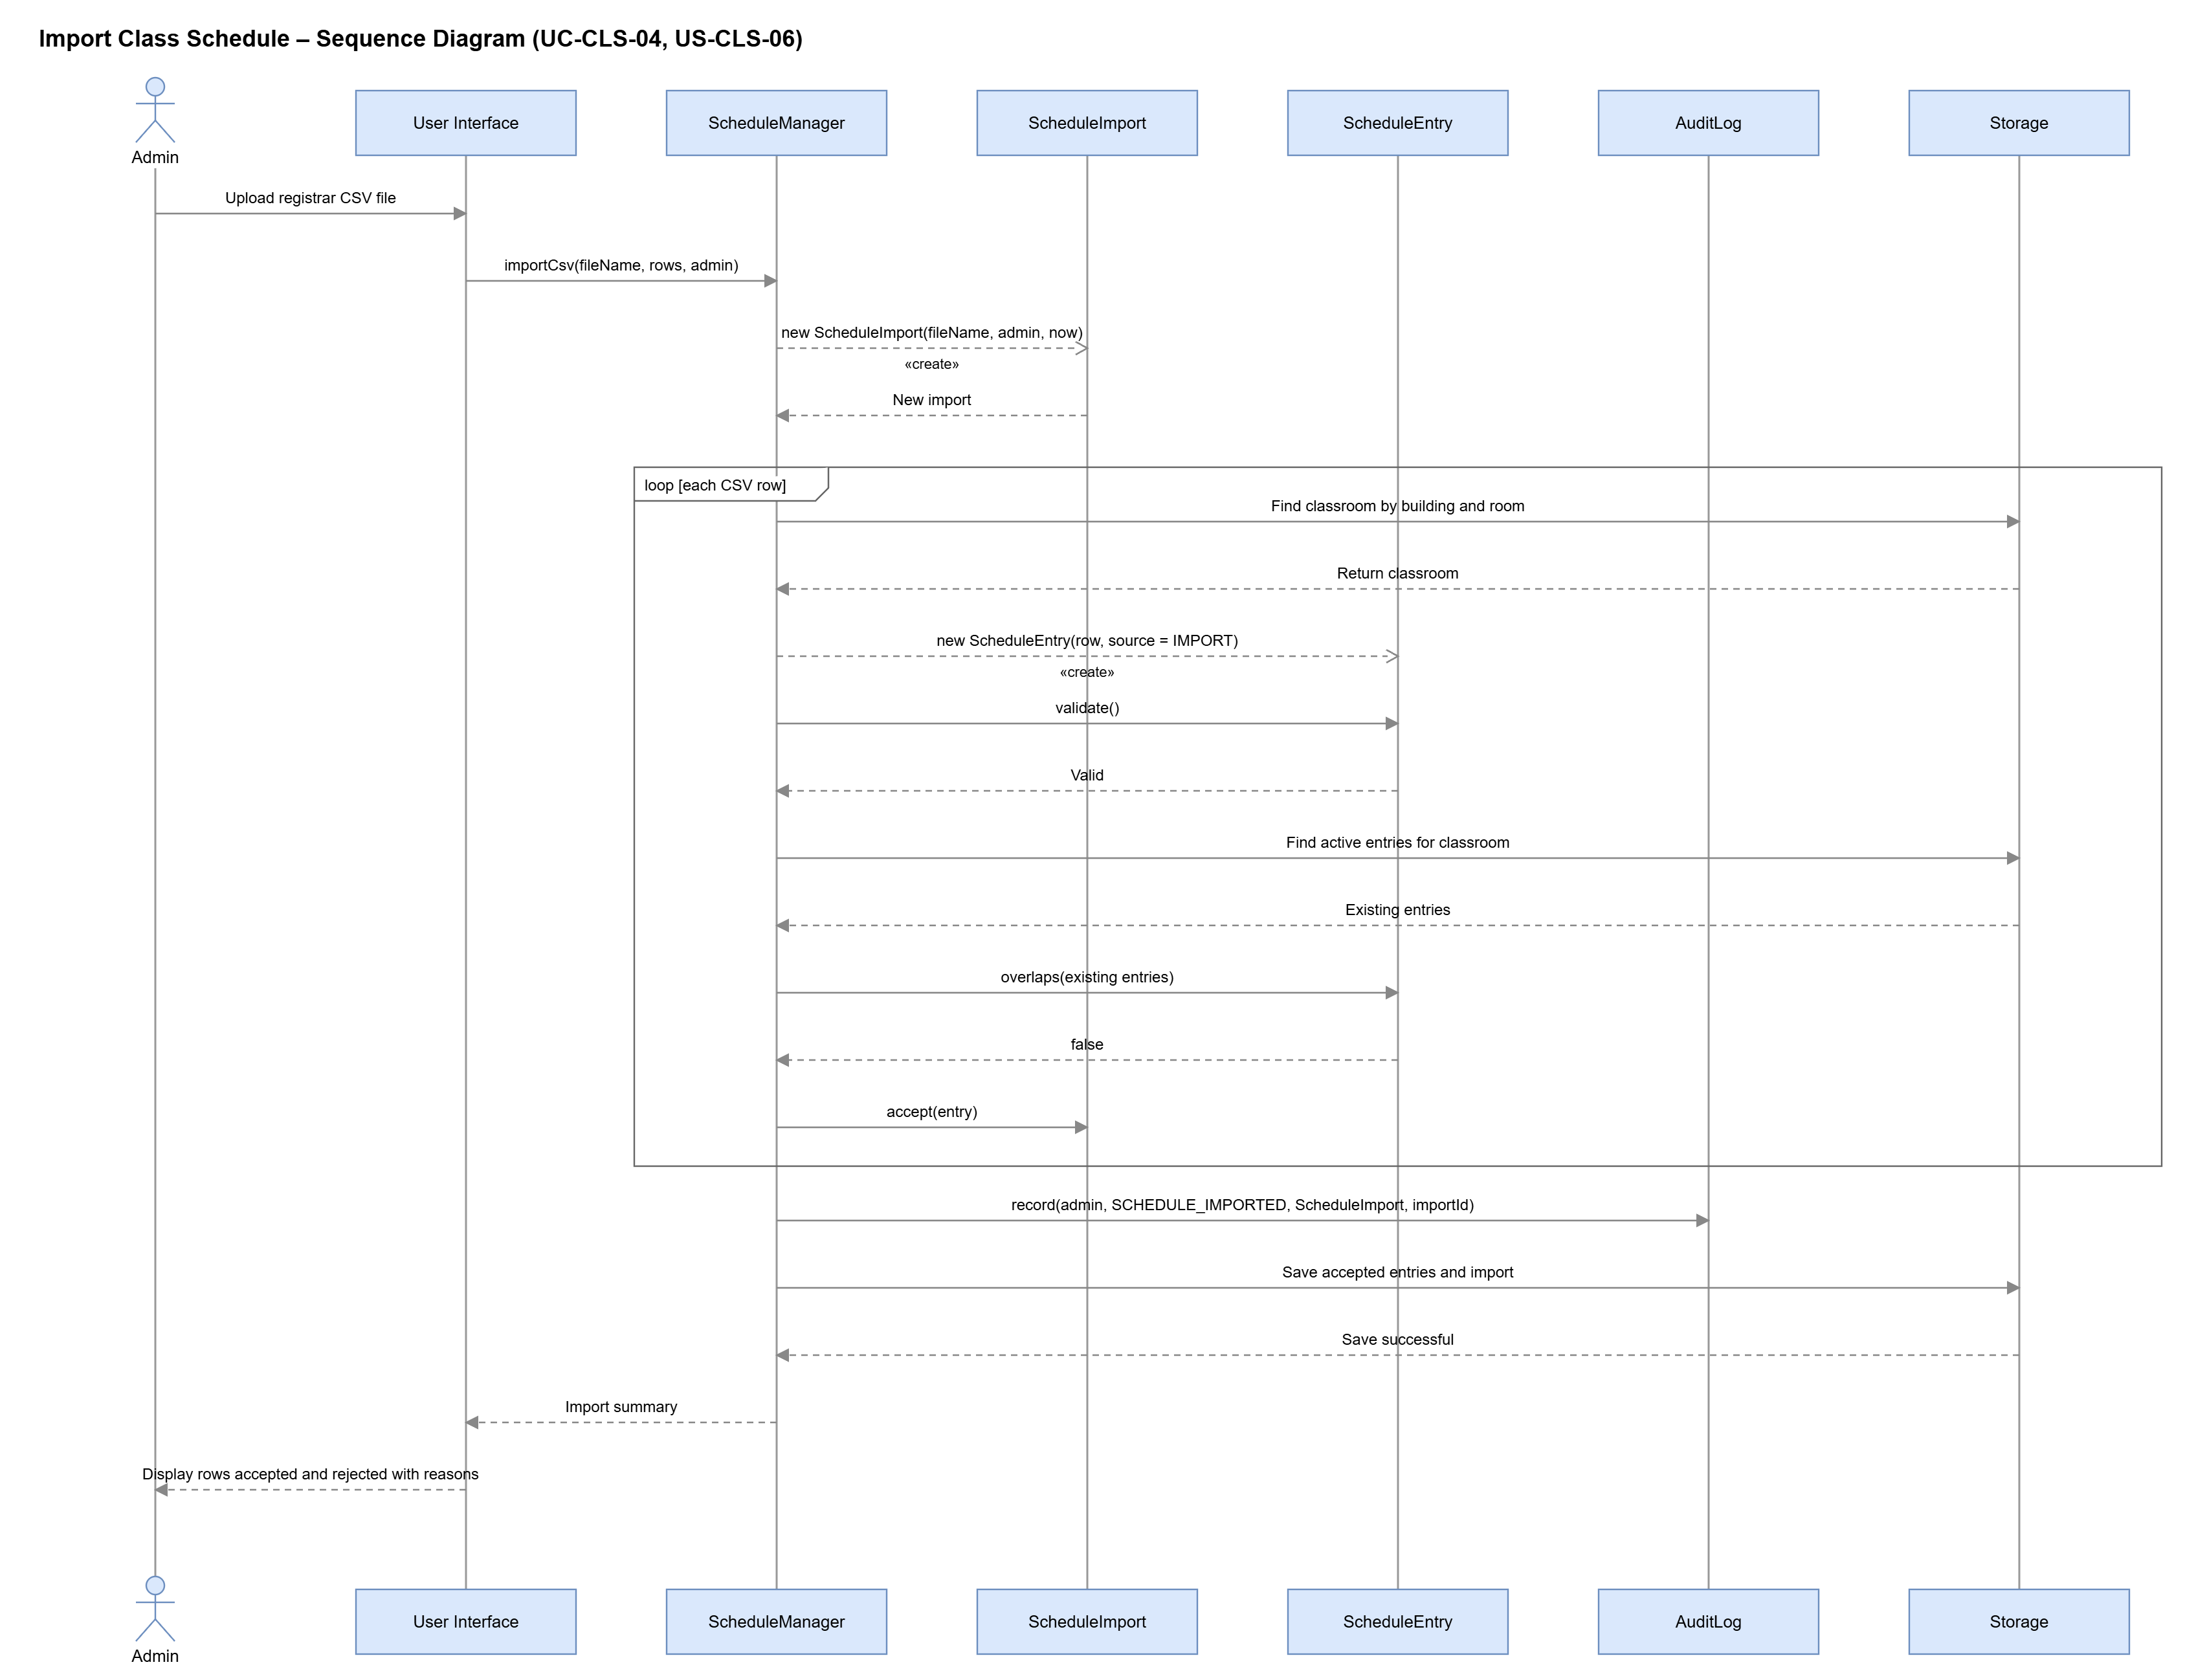 Import Class Schedule – Sequence Diagram (UC-CLS-04, US-CLS-06)
Admin
User Interface
ScheduleManager
ScheduleImport
ScheduleEntry
AuditLog
Storage
Upload registrar CSV file
importCsv(fileName, rows, admin)
new ScheduleImport(fileName, admin, now)
«create»
New import
loop [each CSV row]
Find classroom by building and room
Return classroom
new ScheduleEntry(row, source = IMPORT)
«create»
validate()
Valid
Find active entries for classroom
Existing entries
overlaps(existing entries)
false
accept(entry)
record(admin, SCHEDULE_IMPORTED, ScheduleImport, importId)
Save accepted entries and import
Save successful
Import summary
Display rows accepted and rejected with reasons
Admin
User Interface
ScheduleManager
ScheduleImport
ScheduleEntry
AuditLog
Storage